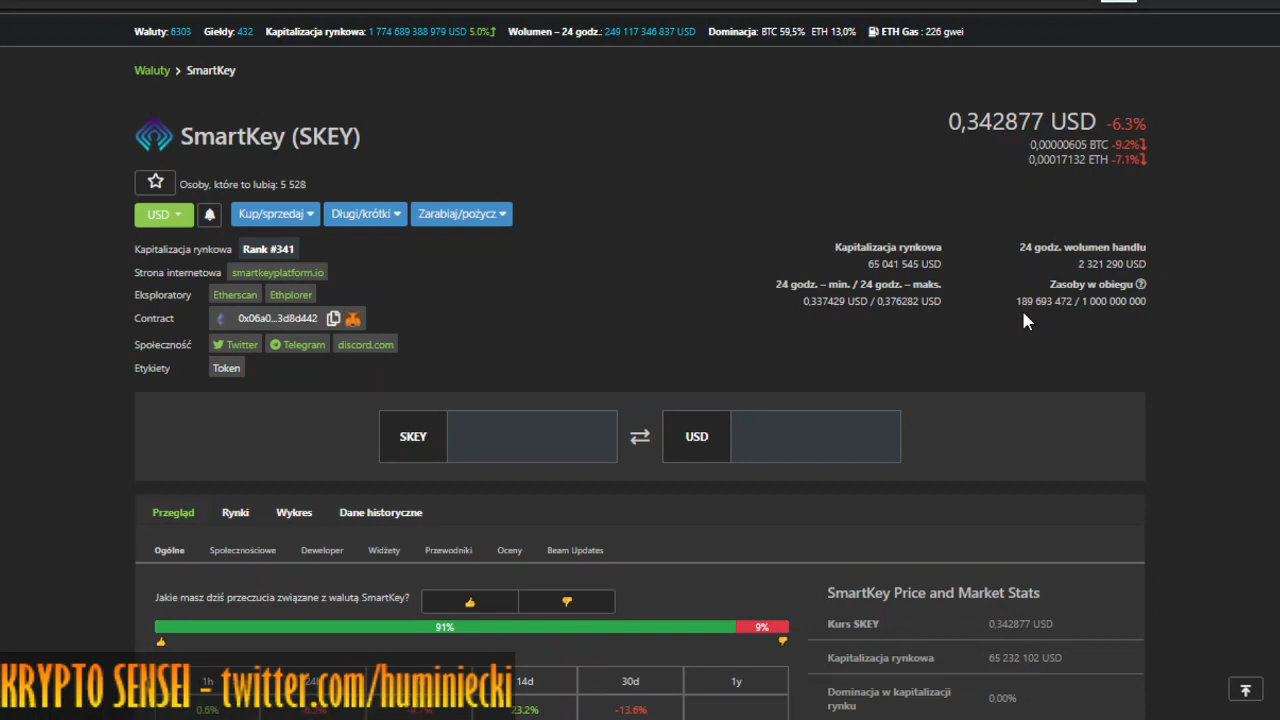 Waluty: 6303 Giełdy: 432 Kapitalizacja rynkowa: 1 774 689 388 979 USD 5.0% Wolumen – 24 godz.: 249 117 346 837 USD Dominacja: BTC 59,5% ETH 13,0% ETH Gas : 226 gwei
Waluty > SmartKey
SmartKey (SKEY)
0,342877 USD -6.3%
0,00000605 BTC -9.2%
0,00017132 ETH -7.1%
Osoby, które to lubią: 5 528
USD Kup/sprzedaj Długi/krótki Zarabiaj/pożycz
Kapitalizacja rynkowa Rank #341
Strona internetowa smartkeyplatform.io
Eksploratory Etherscan Ethplorer
Contract 0x06a0...3d8d442
Społeczność Twitter Telegram discord.com
Etykiety Token
Kapitalizacja rynkowa 24 godz. wolumen handlu
65 041 545 USD 2 321 290 USD
24 godz. – min. / 24 godz. – maks. Zasoby w obiegu
0,337429 USD / 0,376282 USD 189 693 472 / 1 000 000 000
SKEY USD
Przegląd Rynki Wykres Dane historyczne
Ogólne Społecznościowe Deweloper Widżety Przewodniki Oceny Beam Updates
Jakie masz dziś przeczucia związane z walutą SmartKey?
91% 9%
SmartKey Price and Market Stats
Kurs SKEY 0,342877 USD
Kapitalizacja rynkowa 65 232 102 USD
Dominacja w kapitalizacji
rynku 0,00%
1h 14d 30d 1y
0.6% 23.2% -13.6%
KRYPTO SENSEI - twitter.com/huminiecki